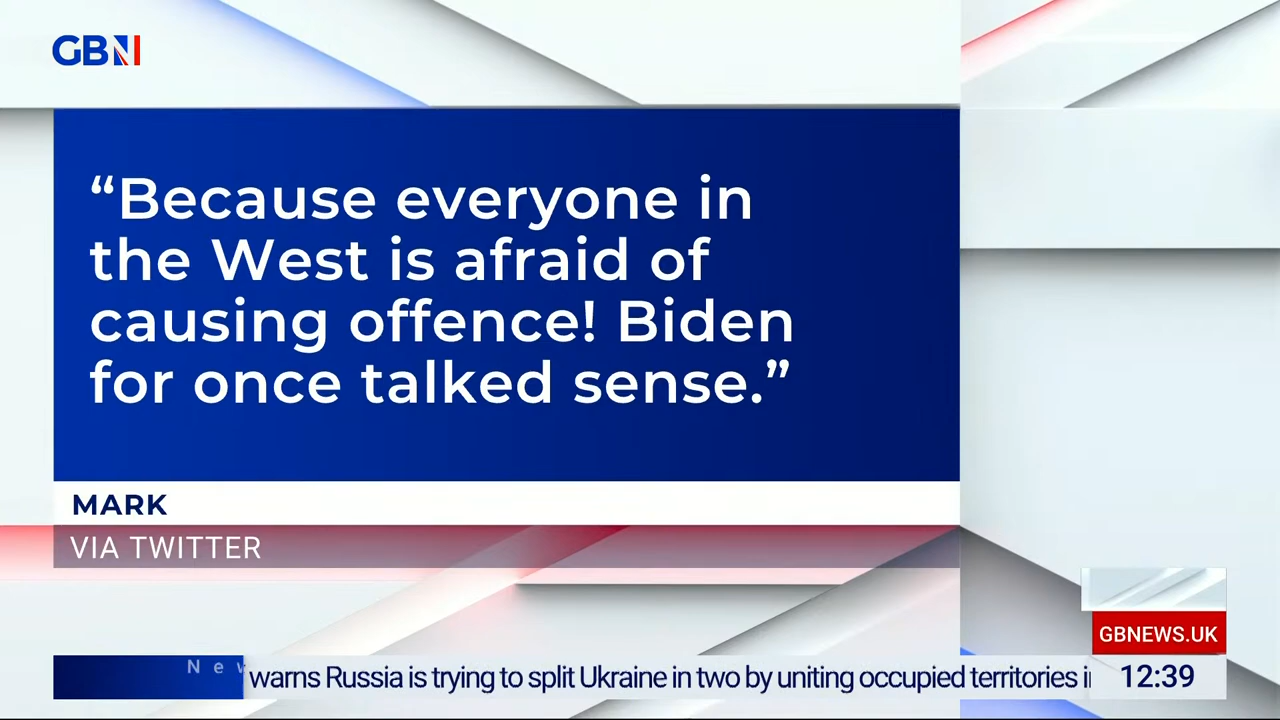 GBN
“Because everyone in
the West is afraid of
causing offence! Biden
for once talked sense.”
MARK
VIA TWITTER
GBNEWS.UK
warns Russia is trying to split Ukraine in two by uniting occupied territories
12:39